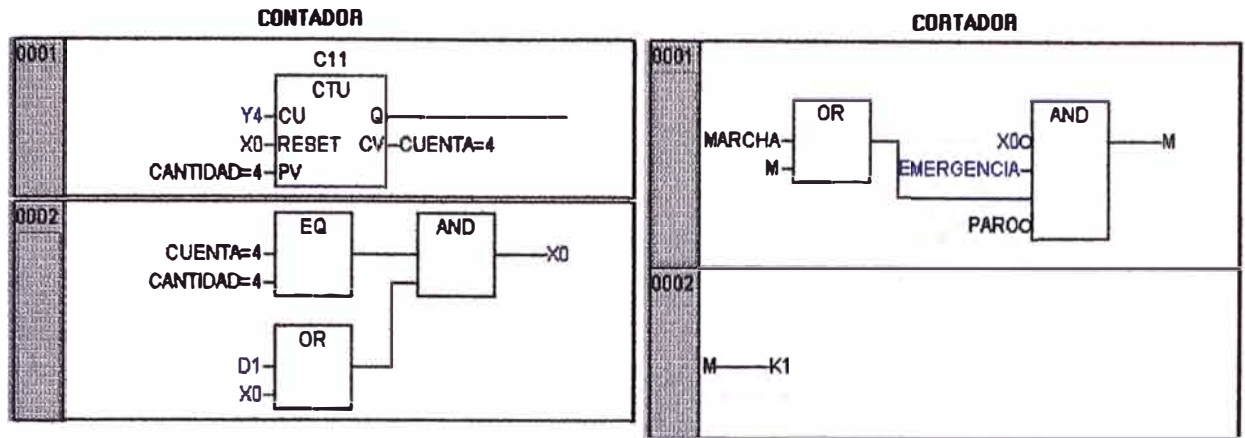 CONTADOR
0001
C11
CTU
Y4 CU Q
X0 RESET CV CUENTA=4
CANTIDAD=4 PV
0002
EQ AND
CUENTA=4 X0
CANTIDAD=4
OR
D1
X0
CORTADOR
0001
OR AND
MARCHA X0 M
M EMERGENCIA
PARO
0002
M K1